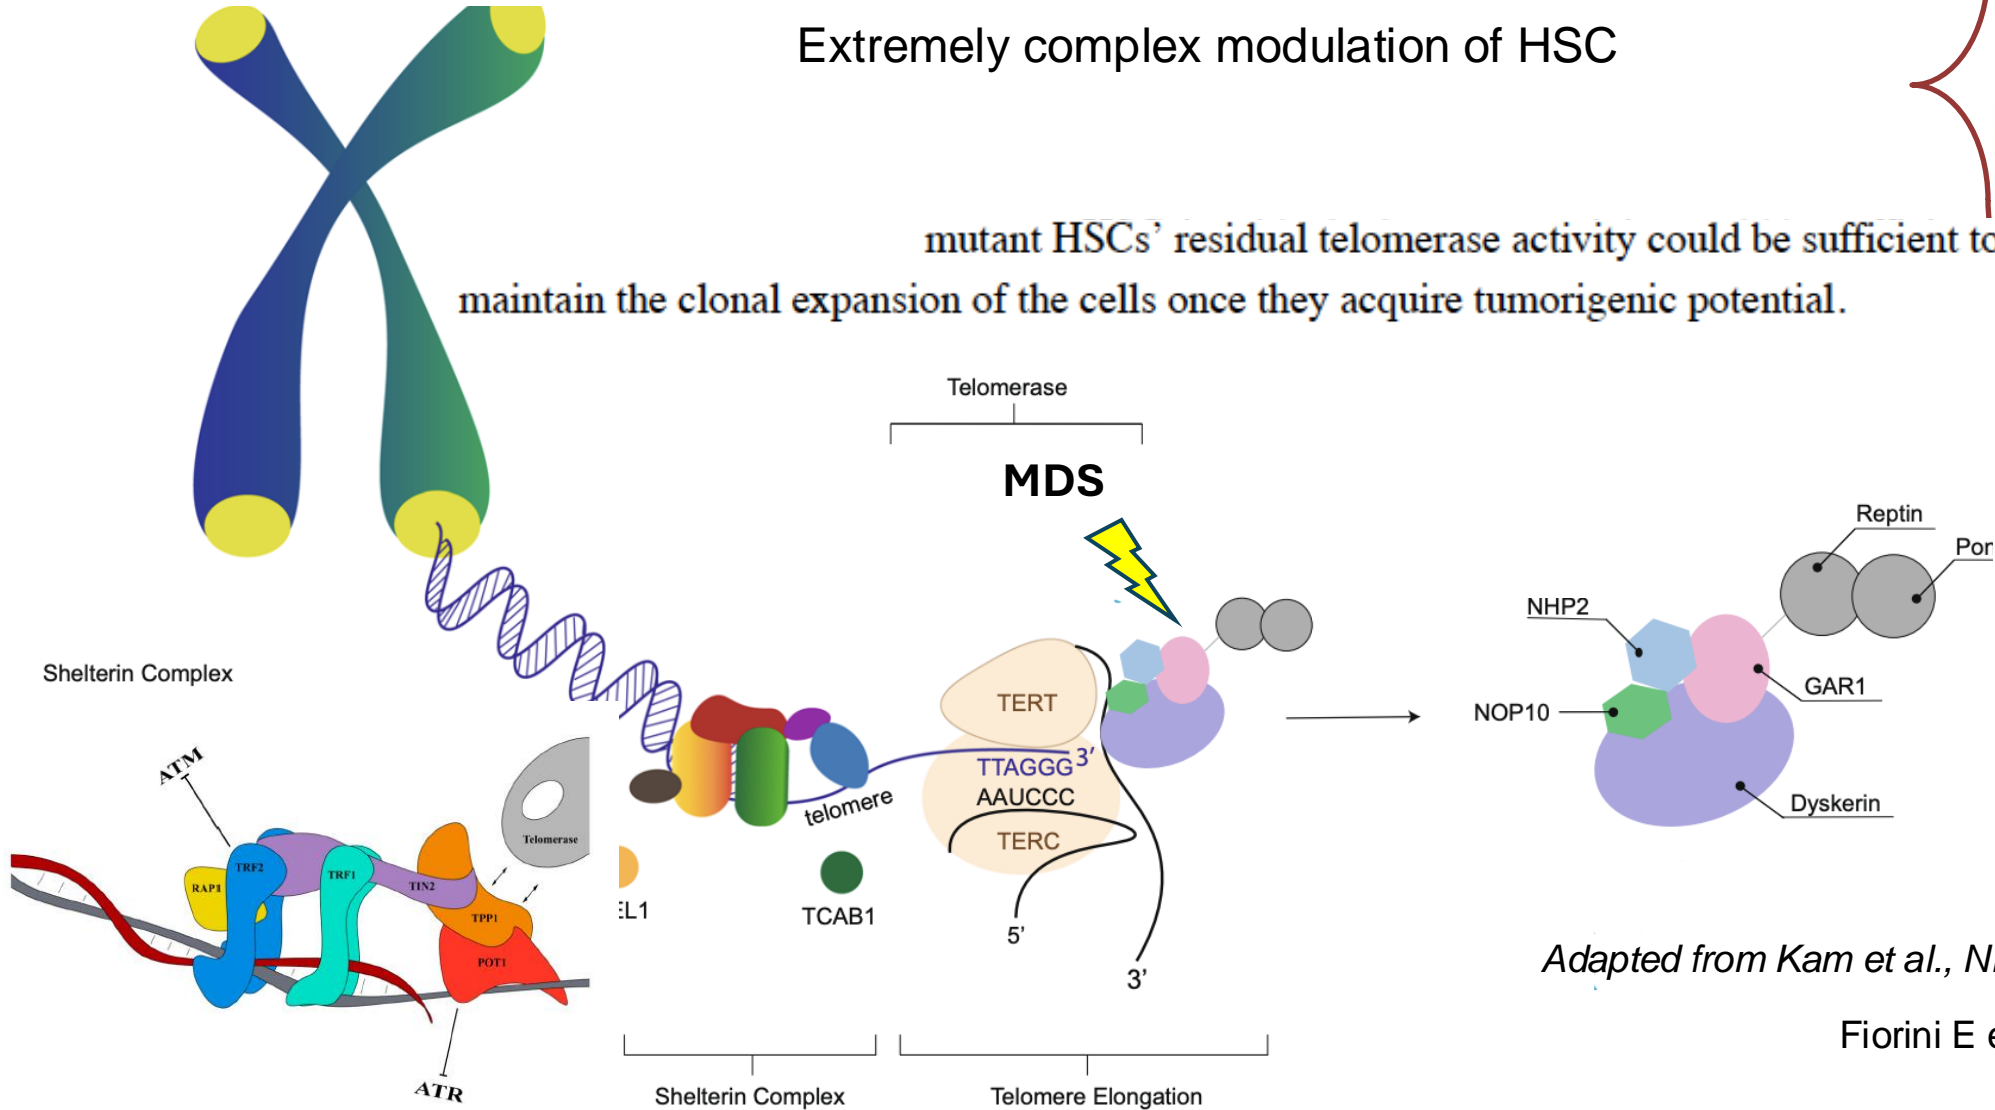 Extremely complex modulation of HSC
mutant HSCs’ residual telomerase activity could be sufficient to
maintain the clonal expansion of the cells once they acquire tumorigenic potential.
Telomerase
MDS
Reptin
Pon
NHP2
GAR1
NOP10
Dyskerin
Shelterin Complex
TERT
TTAGGG 3’
AAUCCC
TERC
telomere
5’
3’
EL1
TCAB1
ATM
Telomerase
TRF2
RAP1
TRF1
TIN2
TPP1
POT1
ATR
Adapted from Kam et al.,
Fiorini E
Shelterin Complex
Telomere Elongation